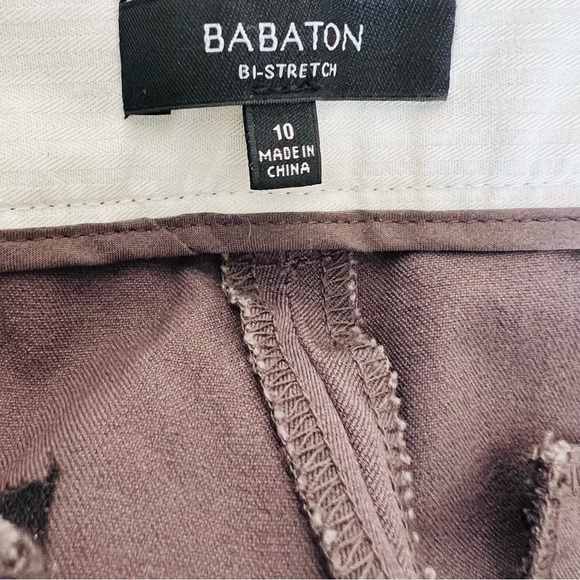 BABATON
BI-STRETCH
10
MADE IN
CHINA